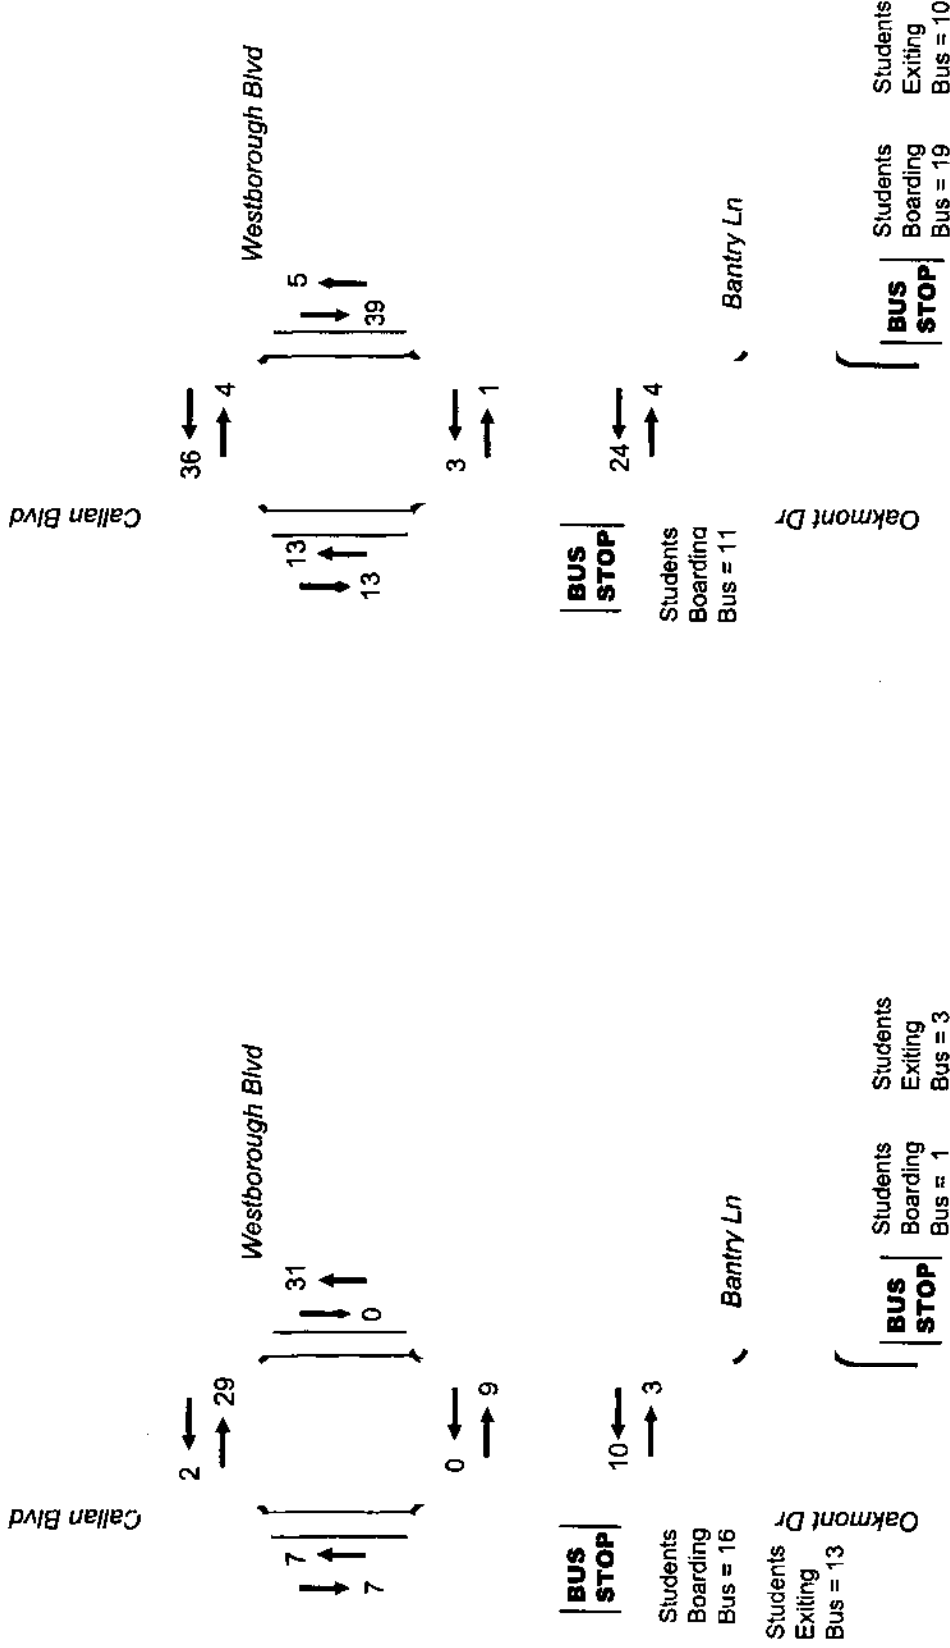 Callan Blvd
2
29
Westborough Blvd
7
7
31
0
0
9
10
3
BUS
STOP
Students
Boarding
Bus = 16
Students
Exiting
Bus = 13
Bantry Ln
Oakmont Dr
BUS
STOP
Students
Boarding
Bus = 1
Students
Exiting
Bus = 3
Callan Blvd
36
4
Westborough Blvd
13
13
5
39
3
1
24
4
BUS
STOP
Students
Boarding
Bus = 11
Bantry Ln
Oakmont Dr
BUS
STOP
Students
Boarding
Bus = 19
Students
Exiting
Bus = 10